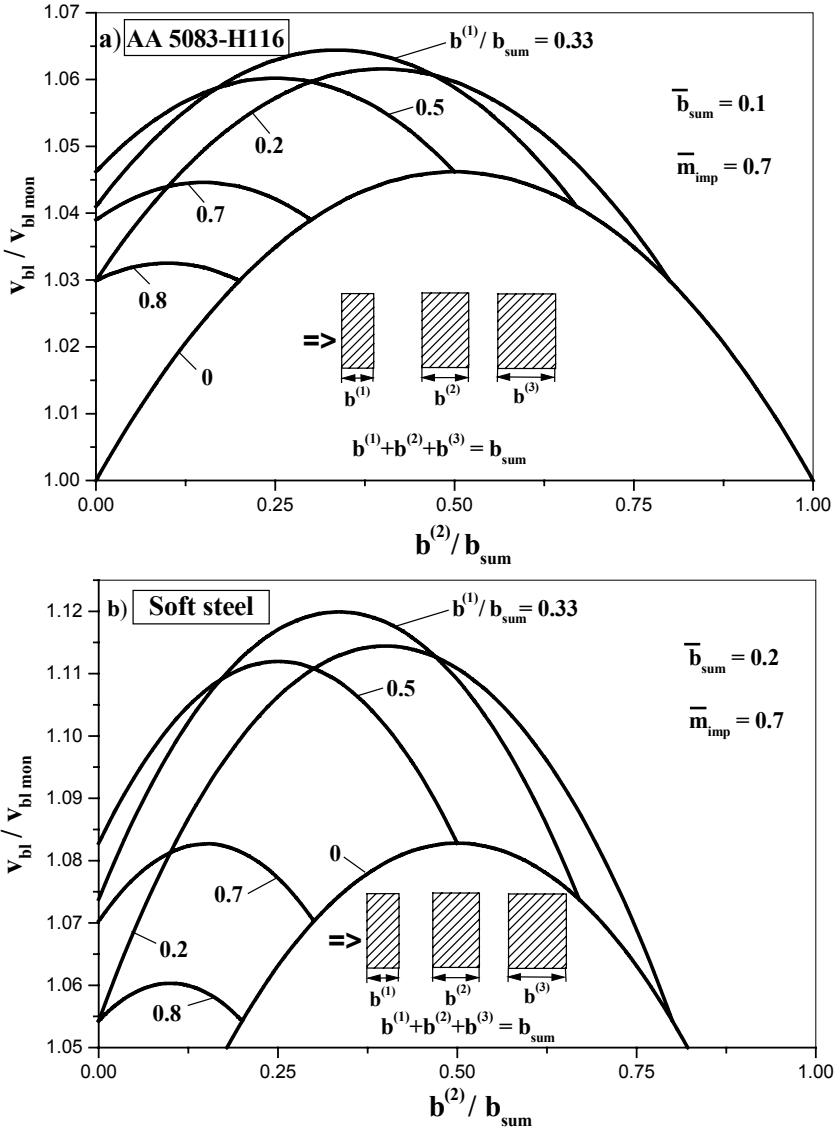 a) AA 5083-H116
b⁽¹⁾/ b_sum = 0.33
b̅_sum = 0.1
m̅_imp = 0.7
0.5
0.2
0.7
0.8
0
=>
b⁽¹⁾ b⁽²⁾ b⁽³⁾
b⁽¹⁾+b⁽²⁾+b⁽³⁾ = b_sum
1.07
1.06
1.05
1.04
1.03
1.02
1.01
1.00
v_bl / v_bl mon
0.00 0.25 0.50 0.75 1.00
b⁽²⁾/ b_sum
b) Soft steel
b⁽¹⁾/ b_sum = 0.33
b̅_sum = 0.2
m̅_imp = 0.7
0.5
0
0.7
0.2
0.8
=>
b⁽¹⁾ b⁽²⁾ b⁽³⁾
b⁽¹⁾+b⁽²⁾+b⁽³⁾ = b_sum
1.12
1.11
1.10
1.09
1.08
1.07
1.06
1.05
v_bl / v_bl mon
0.00 0.25 0.50 0.75 1.00
b⁽²⁾/ b_sum